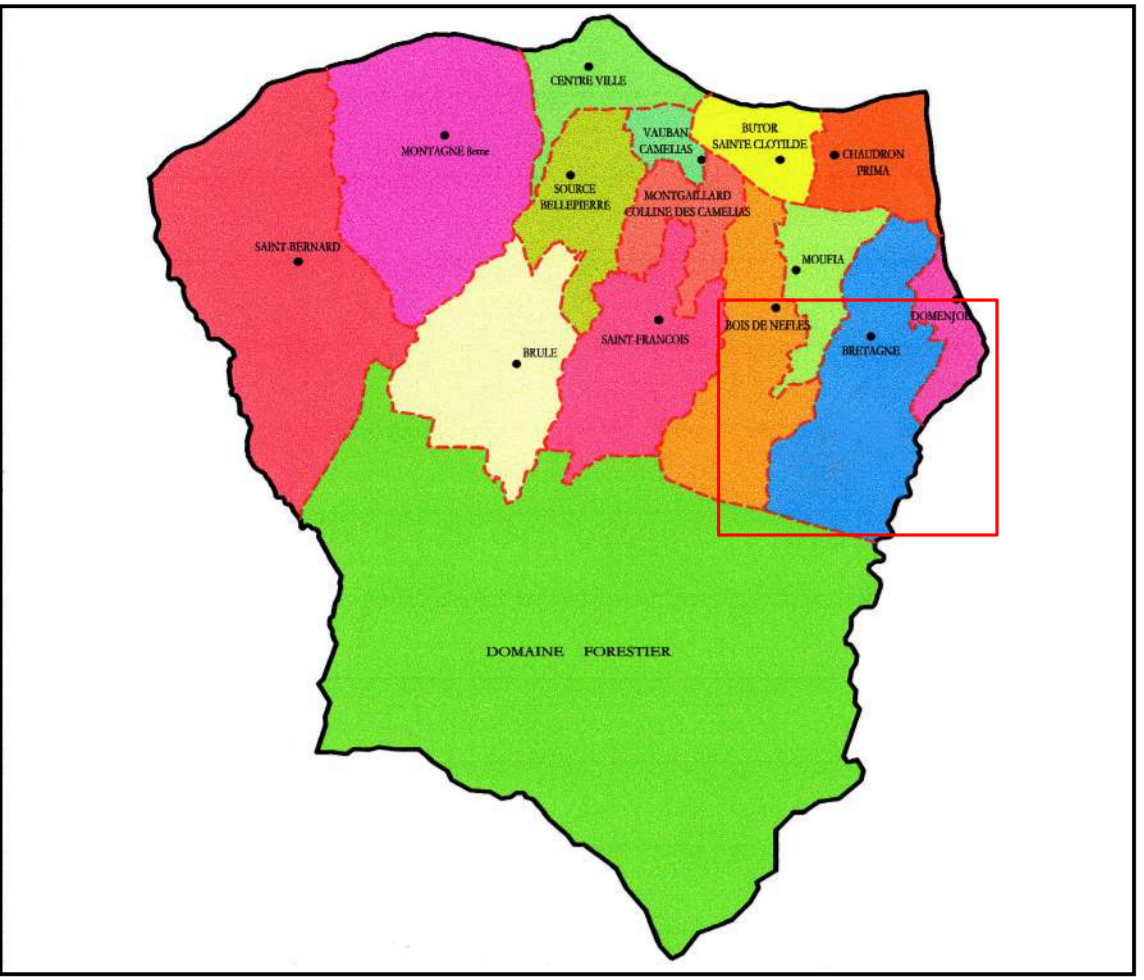 CENTRE VILLE
VAUBAN
CAMELIAS
BUTOR
SAINTE CLOTILDE
MONTAGNE 8eme
CHAUDRON
PRIMA
SOURCE
BELLEPIERRE
MONTGAILLARD
COLLINE DES CAMELIAS
SAINT-BERNARD
MOUFIA
DOMENJOD
BOIS DE NEFLES
SAINT-FRANCOIS
BRULE
BRETAGNE
DOMAINE FORESTIER